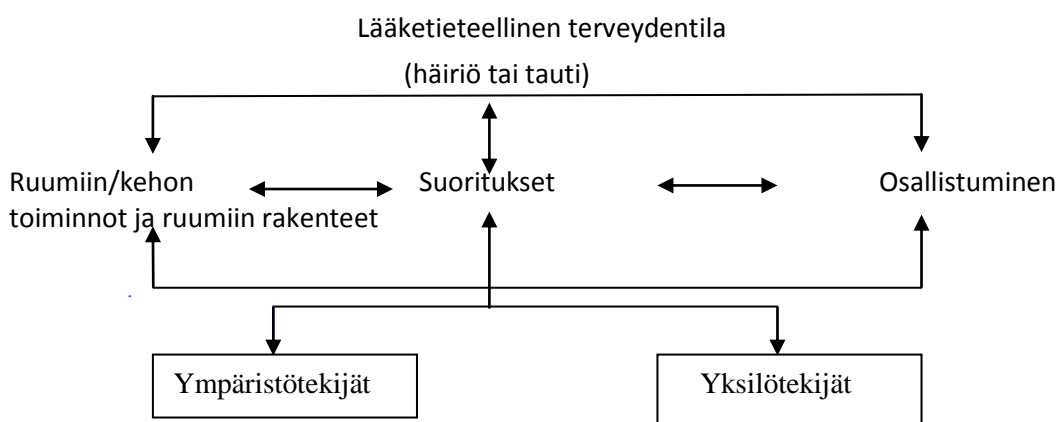 Lääketieteellinen terveydentila
(häiriö tai tauti)
Ruumiin/kehon
toiminnot ja ruumiin rakenteet
Suoritukset
Osallistuminen
Ympäristötekijät
Yksilötekijät